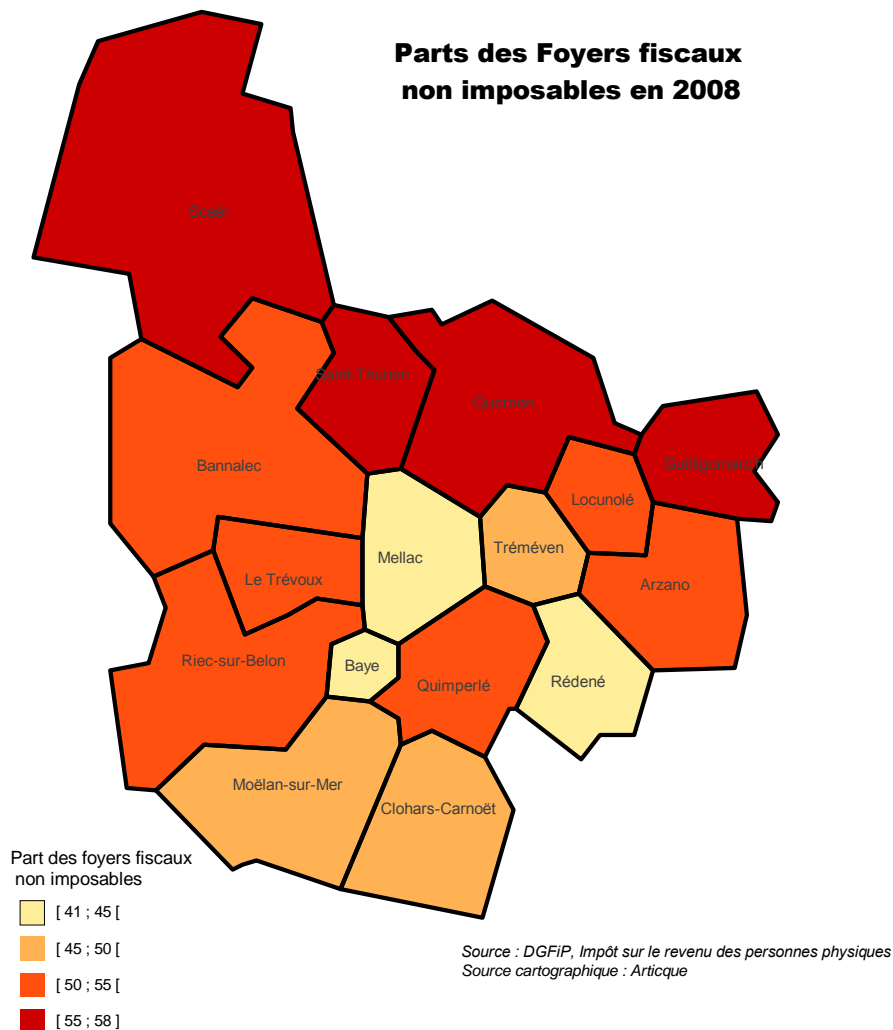 Parts des Foyers fiscaux
non imposables en 2008
Scaër
Saint-Thurien
Querrien
Guilligomarch
Bannalec
Locunolé
Mellac
Tréméven
Le Trévoux
Arzano
Riec-sur-Belon
Baye
Quimperlé
Rédené
Moëlan-sur-Mer
Clohars-Carnoët
Part des foyers fiscaux
non imposables
[ 41 ; 45 [
[ 45 ; 50 [
[ 50 ; 55 [
[ 55 ; 58 ]
Source : DGFiP, Impôt sur le revenu des personnes physiques
Source cartographique : Articque